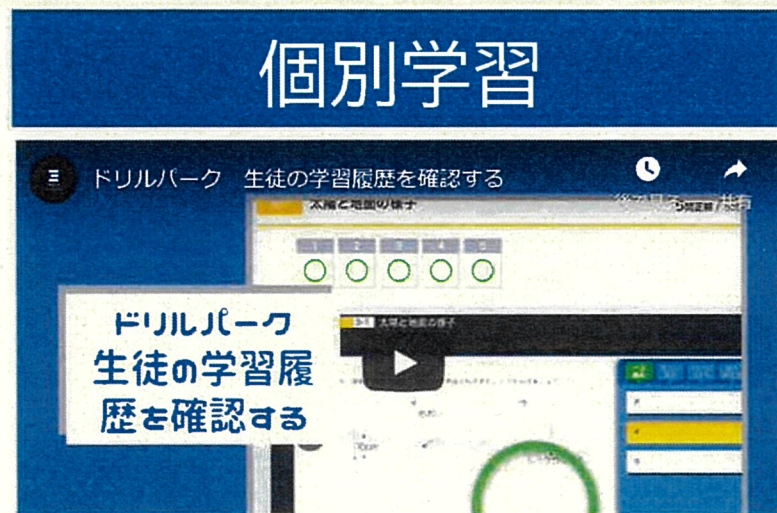 個別学習
ドリルパーク 生徒の学習履歴を確認する
共有
太陽と地面の様子
1 2 3 4 5
太陽と地面の様子
ドリルパーク
生徒の学習履
歴を確認する